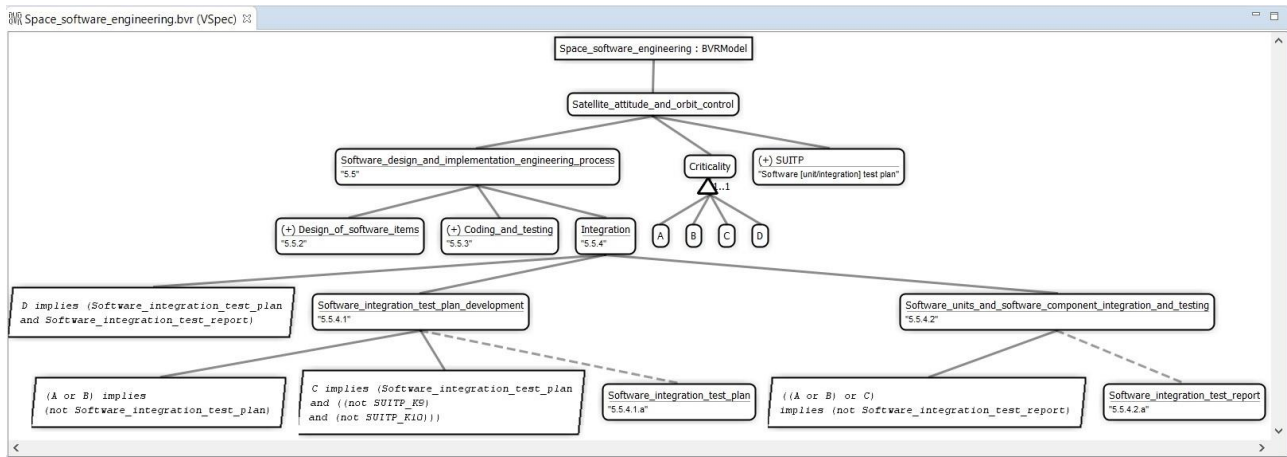 Space_software_engineering.bvr (VSpec)
Space_software_engineering : BVRModel
Satellite_attitude_and_orbit_control
Software_design_and_implementation_engineering_process
"5.5"
Criticality
1..1
(+) SUITP
"Software [unit/integration] test plan"
(+) Design_of_software_items
"5.5.2"
(+) Coding_and_testing
"5.5.3"
Integration
"5.5.4"
A
B
C
D
D implies (Software_integration_test_plan
and Software_integration_test_report)
Software_integration_test_plan_development
"5.5.4.1"
Software_units_and_software_component_integration_and_testing
"5.5.4.2"
(A or B) implies
(not Software_integration_test_plan)
C implies (Software_integration_test_plan
and ((not SUITP_K9)
and (not SUITP_K10)))
Software_integration_test_plan
"5.5.4.1.a"
((A or B) or C)
implies (not Software_integration_test_report)
Software_integration_test_report
"5.5.4.2.a"